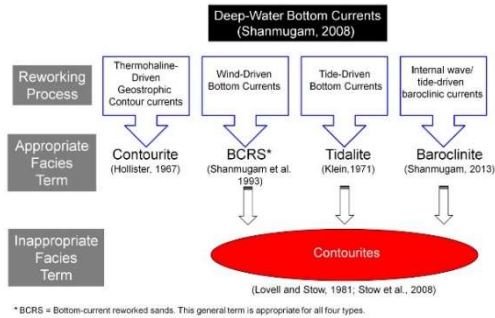 Deep-Water Bottom Currents
(Shanmugam, 2008)
Reworking
Process
Thermohaline-
Driven
Geostrophic
Contour currents
Wind-Driven
Bottom Currents
Tide-Driven
Bottom Currents
Internal wave/
tide-driven
baroclinic currents
Appropriate
Facies
Term
Contourite
(Hollister, 1967)
BCRS*
(Shanmugam et al.
1993)
Tidalite
(Klein.1971)
Baroclinite
(Shanmugam, 2013)
Inappropriate
Facies
Term
Contourites
(Lovell and Stow, 1981; Stow et al., 2008)
* BCRS = Bottom-current reworked sands. This general term is appropriate for all four types.